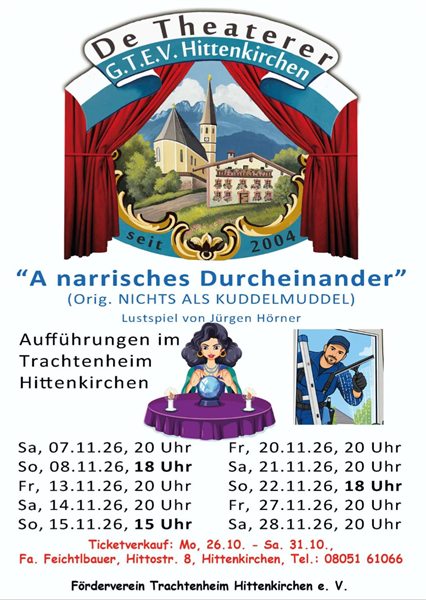 De Theaterer
G.T.E.V. Hittenkirchen
seit 2004
“A narrisches Durcheinander”
(Orig. NICHTS ALS KUDDELMUDDEL)
Lustspiel von Jürgen Hörner
Aufführungen im
Trachtenheim
Hittenkirchen
Sa, 07.11.26, 20 Uhr
So, 08.11.26, 18 Uhr
Fr, 13.11.26, 20 Uhr
Sa, 14.11.26, 20 Uhr
So, 15.11.26, 15 Uhr
Fr, 20.11.26, 20 Uhr
Sa, 21.11.26, 20 Uhr
So, 22.11.26, 18 Uhr
Fr, 27.11.26, 20 Uhr
Sa, 28.11.26, 20 Uhr
Ticketverkauf: Mo, 26.10. - Sa. 31.10.,
Fa. Feichtlbauer, Hittostr. 8, Hittenkirchen, Tel.: 08051 61066
Förderverein Trachtenheim Hittenkirchen e. V.